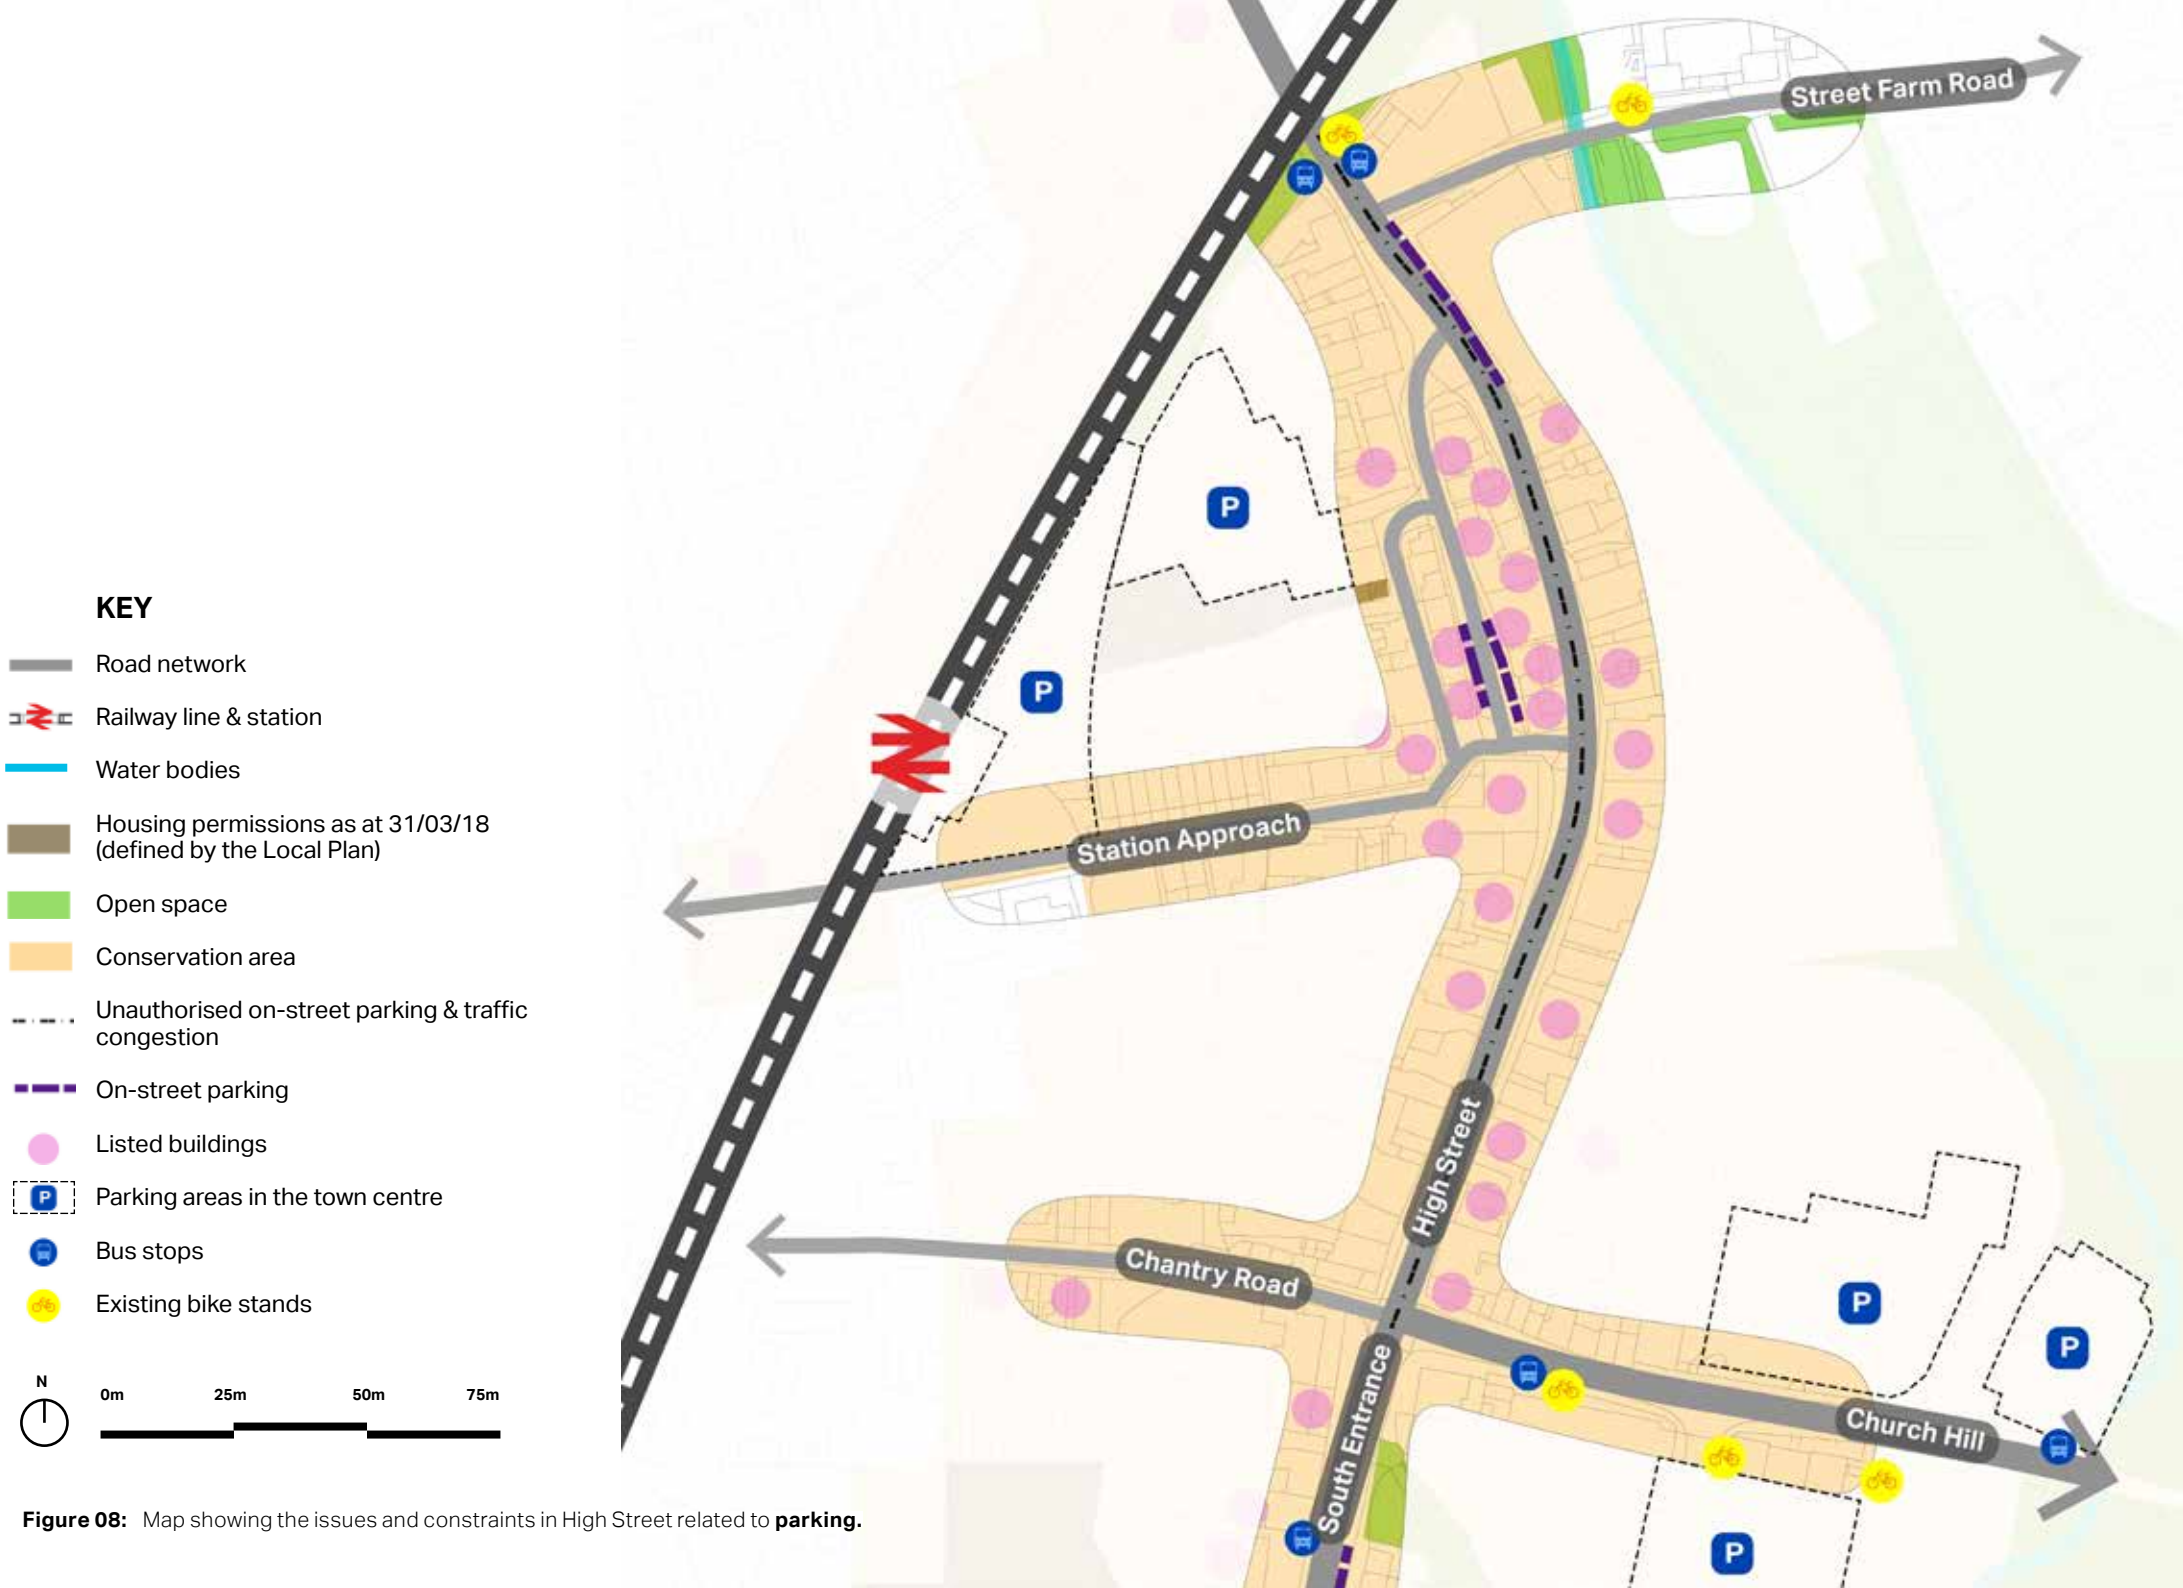 Street Farm Road
P
KEY
Road network
Railway line & station
P
Water bodies
Housing permissions as at 31/03/18
(defined by the Local Plan)
Station Approach
Open space
Conservation area
Unauthorised on-street parking & traffic
congestion
On-street parking
Listed buildings
High Street
P
Parking areas in the town centre
Bus stops
Chantry Road
Existing bike stands
P
P
South Entrance
N
0m 25m 50m 75m
Church Hill
Figure 08: Map showing the issues and constraints in High Street related to parking.
P